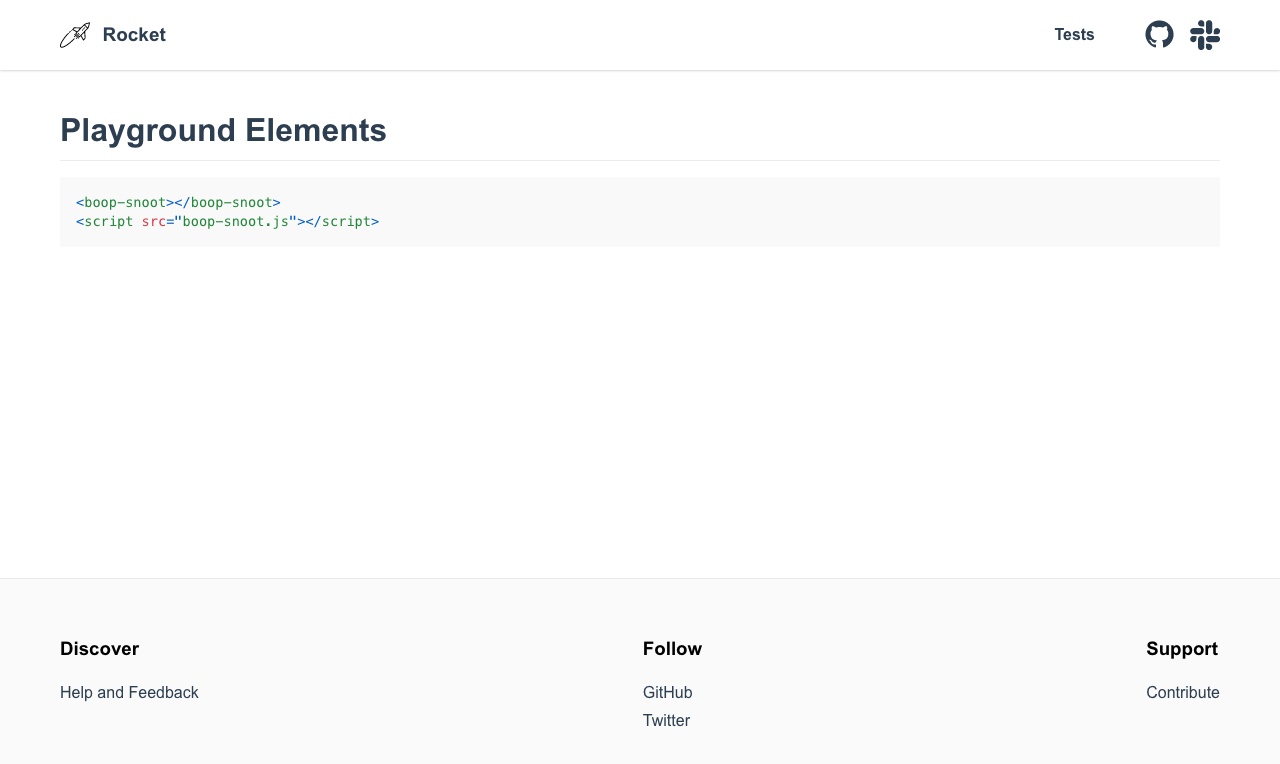 Rocket
Tests
Playground Elements
<boop-snoot></boop-snoot>
<script src="boop-snoot.js"></script>
Discover
Help and Feedback
Follow
GitHub
Twitter
Support
Contribute